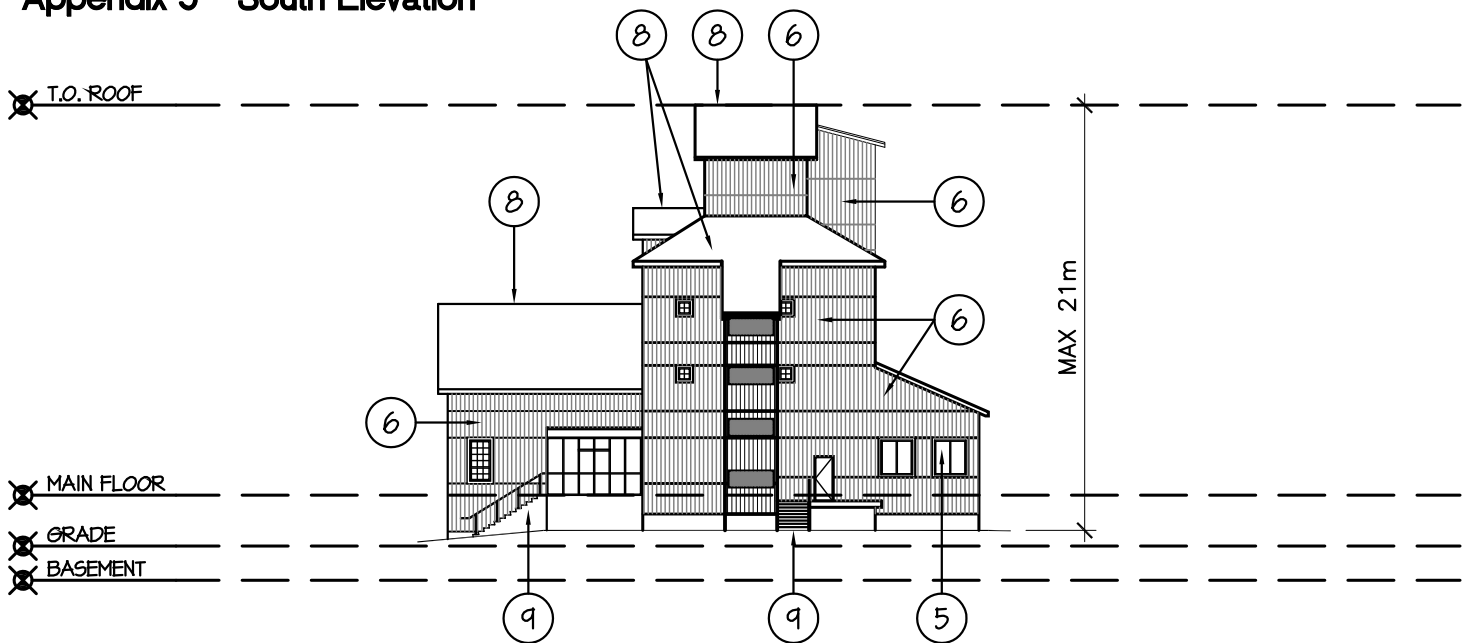 Appendix 5 South Elevation
8 8 6
T.O. ROOF
8
6
6
MAX 21m
6
MAIN FLOOR
GRADE
BASEMENT
9 9 5